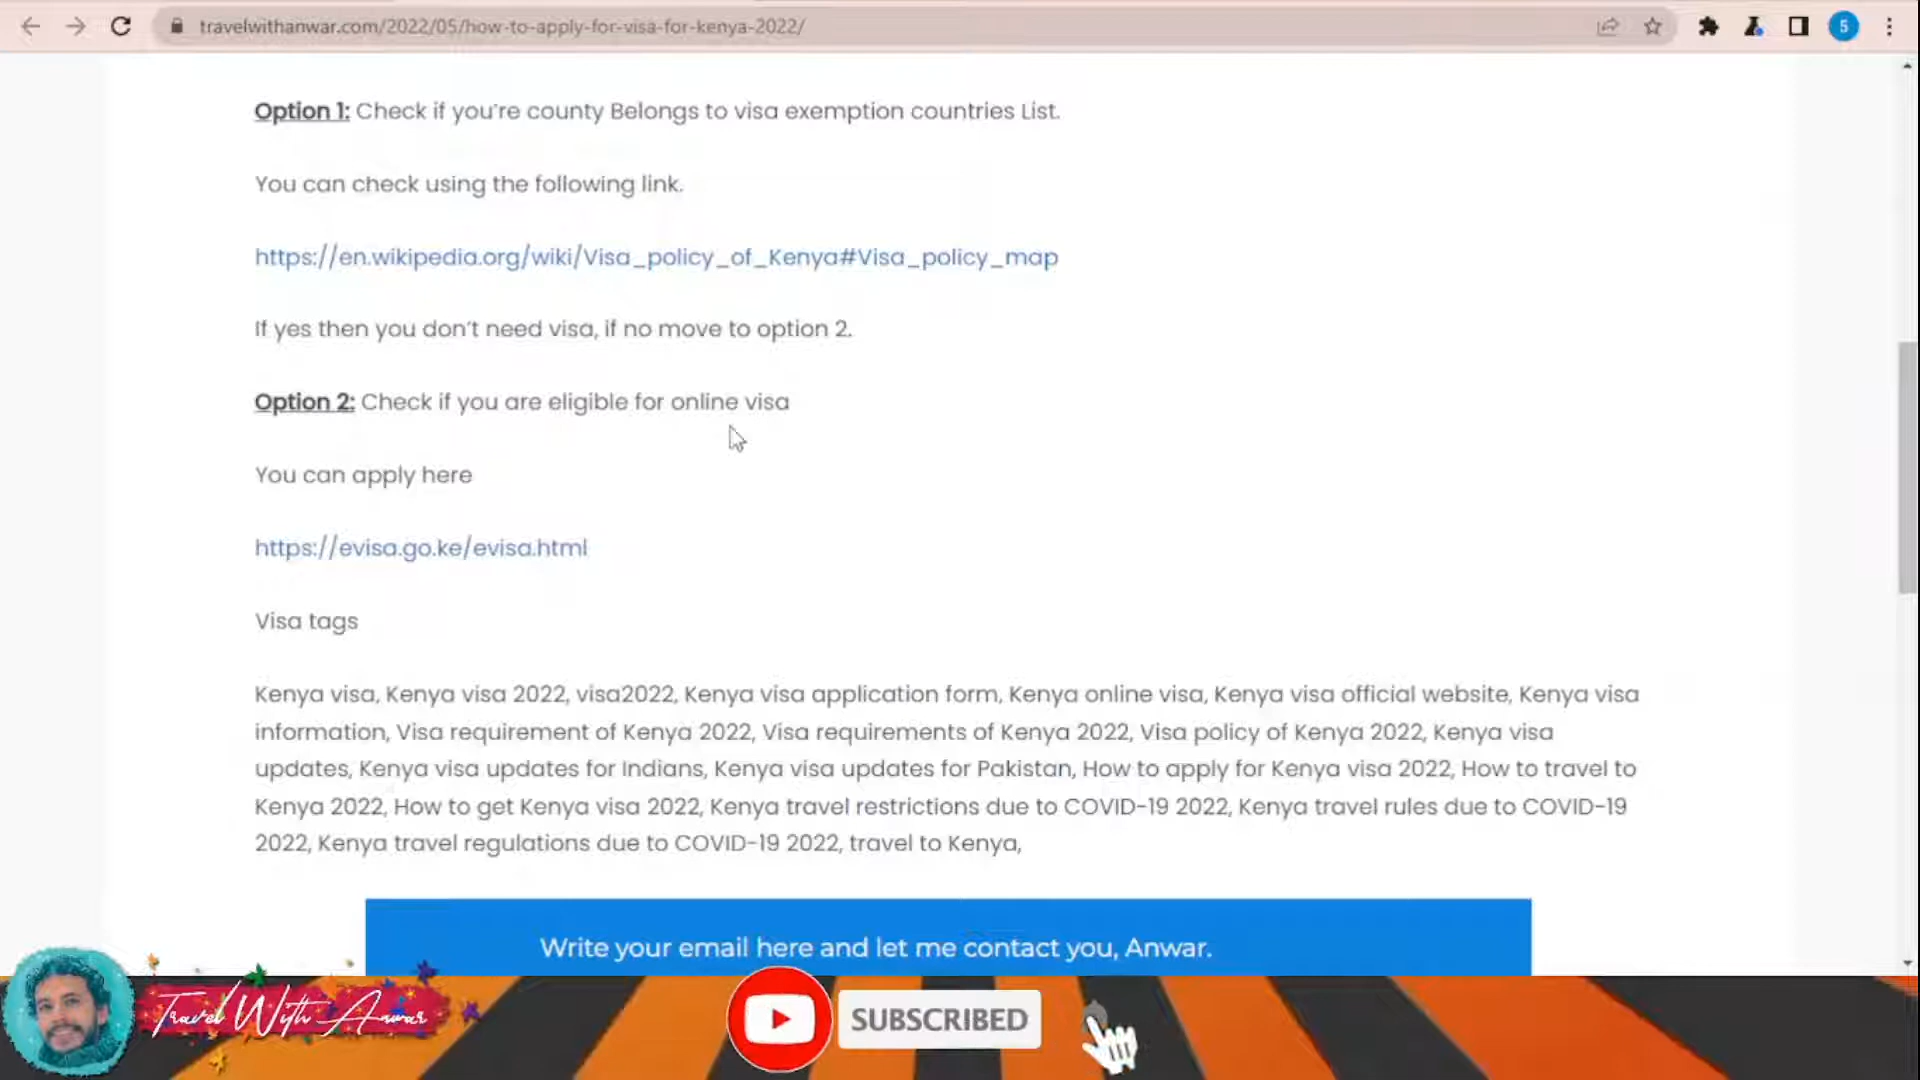 travelwithanwar.com/2022/05/how-to-apply-for-visa-for-kenya-2022/
5
Option 1: Check if you're county Belongs to visa exemption countries List.
You can check using the following link.
https://en.wikipedia.org/wiki/Visa_policy_of_Kenya#Visa_policy_map
If yes then you don't need visa, if no move to option 2.
Option 2: Check if you are eligible for online visa
You can apply here
https://evisa.go.ke/evisa.html
Visa tags
Kenya visa, Kenya visa 2022, visa2022, Kenya visa application form, Kenya online visa, Kenya visa official website, Kenya visa
information, Visa requirement of Kenya 2022, Visa requirements of Kenya 2022, Visa policy of Kenya 2022, Kenya visa
updates, Kenya visa updates for Indians, Kenya visa updates for Pakistan, How to apply for Kenya visa 2022, How to travel to
Kenya 2022, How to get Kenya visa 2022, Kenya travel restrictions due to COVID-19 2022, Kenya travel rules due to COVID-19
2022, Kenya travel regulations due to COVID-19 2022, travel to Kenya,
Write your email here and let me contact you, Anwar.
Travel With Anwar
SUBSCRIBED